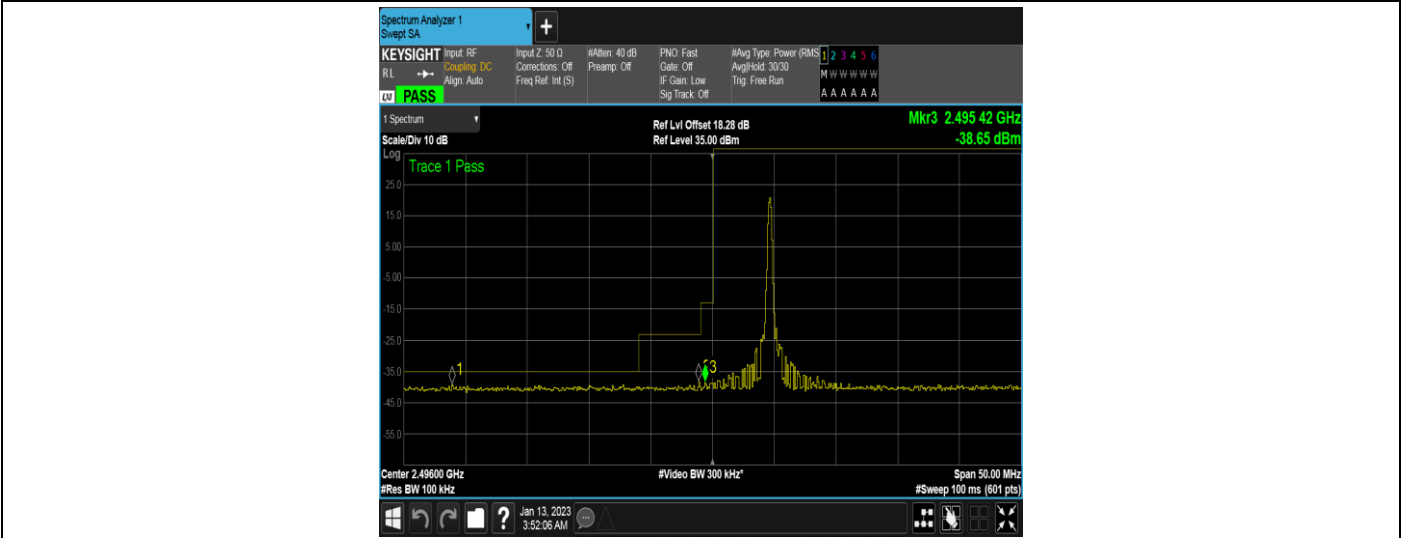 Spectrum Analyzer 1
Swept SA
+
KEYSIGHT
RL
LXI PASS
Input: RF
Coupling: DC
Align: Auto
Input Z: 50 Ω
Corrections: Off
Freq Ref: Int (S)
#Atten: 40 dB
Preamp: Off
PNO: Fast
Gate: Off
IF Gain: Low
Sig Track: Off
#Avg Type: Power (RMS
Avg|Hold: 30/30
Trig: Free Run
1 2 3 4 5 6
M W W W W W
A A A A A A
1 Spectrum
Scale/Div 10 dB
Ref Lvl Offset 18.28 dB
Ref Level 35.00 dBm
Mkr3 2.495 42 GHz
-38.65 dBm
Log
Trace 1 Pass
25.0
15.0
5.00
-5.00
-15.0
-25.0
-35.0
-45.0
-55.0
1
3
Center 2.49600 GHz
#Res BW 100 kHz
#Video BW 300 kHz*
Span 50.00 MHz
#Sweep 100 ms (601 pts)
?
Jan 13, 2023
3:52:06 AM